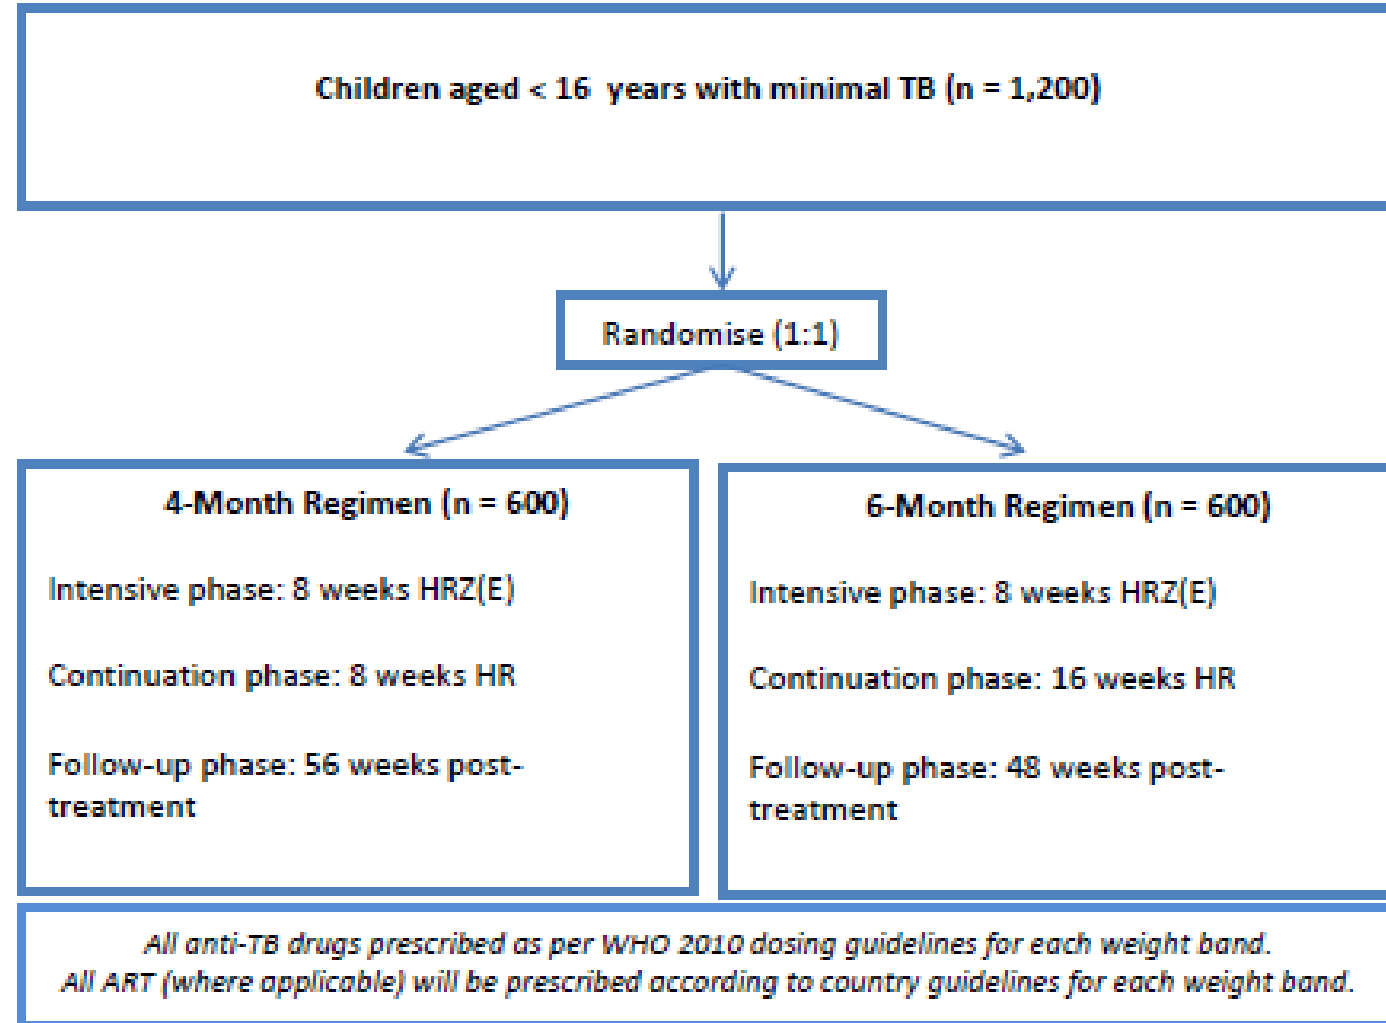 Children aged < 16 years with minimal TB (n = 1,200)
Randomise (1:1)
4-Month Regimen (n = 600)
Intensive phase: 8 weeks HRZ(E)
Continuation phase: 8 weeks HR
Follow-up phase: 56 weeks post-
treatment
6-Month Regimen (n = 600)
Intensive phase: 8 weeks HRZ(E)
Continuation phase: 16 weeks HR
Follow-up phase: 48 weeks post-
treatment
All anti-TB drugs prescribed as per WHO 2010 dosing guidelines for each weight band.
All ART (where applicable) will be prescribed according to country guidelines for each weight band.